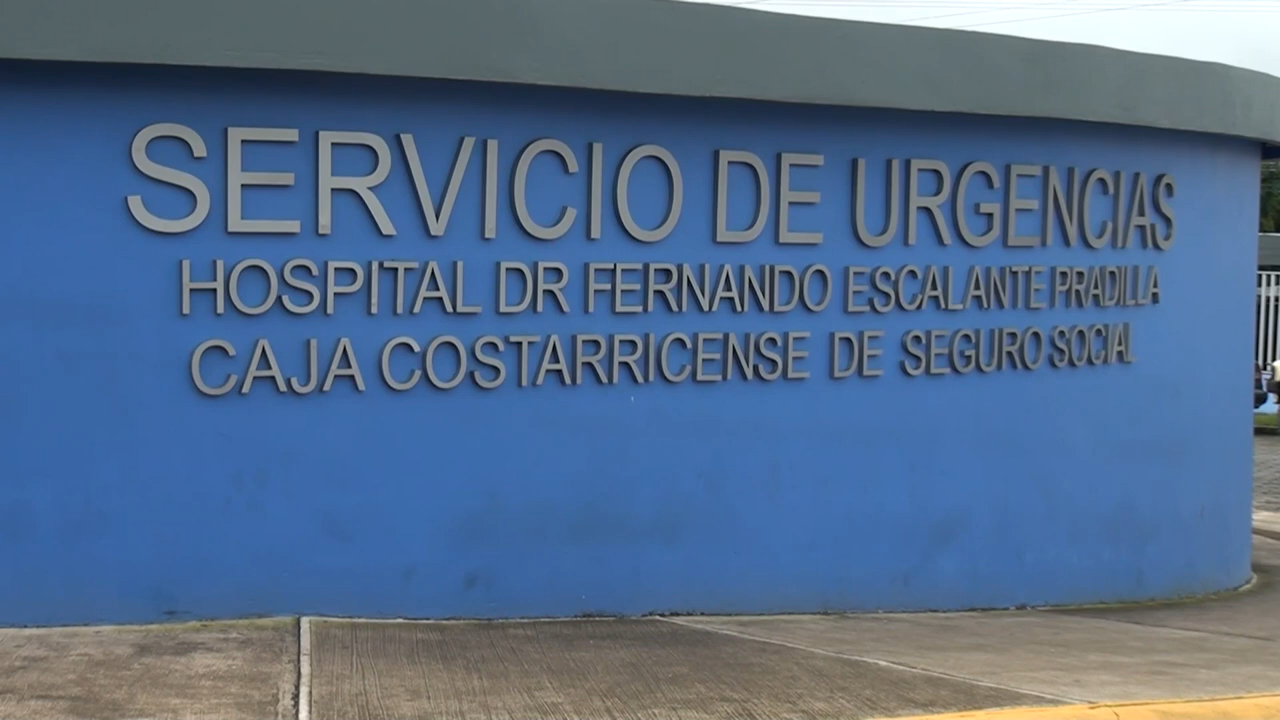 SERVICIO DE URGENCIAS
HOSPITAL DR FERNANDO ESCALANTE PRADILLA
CAJA COSTARRICENSE DE SEGURO SOCIAL